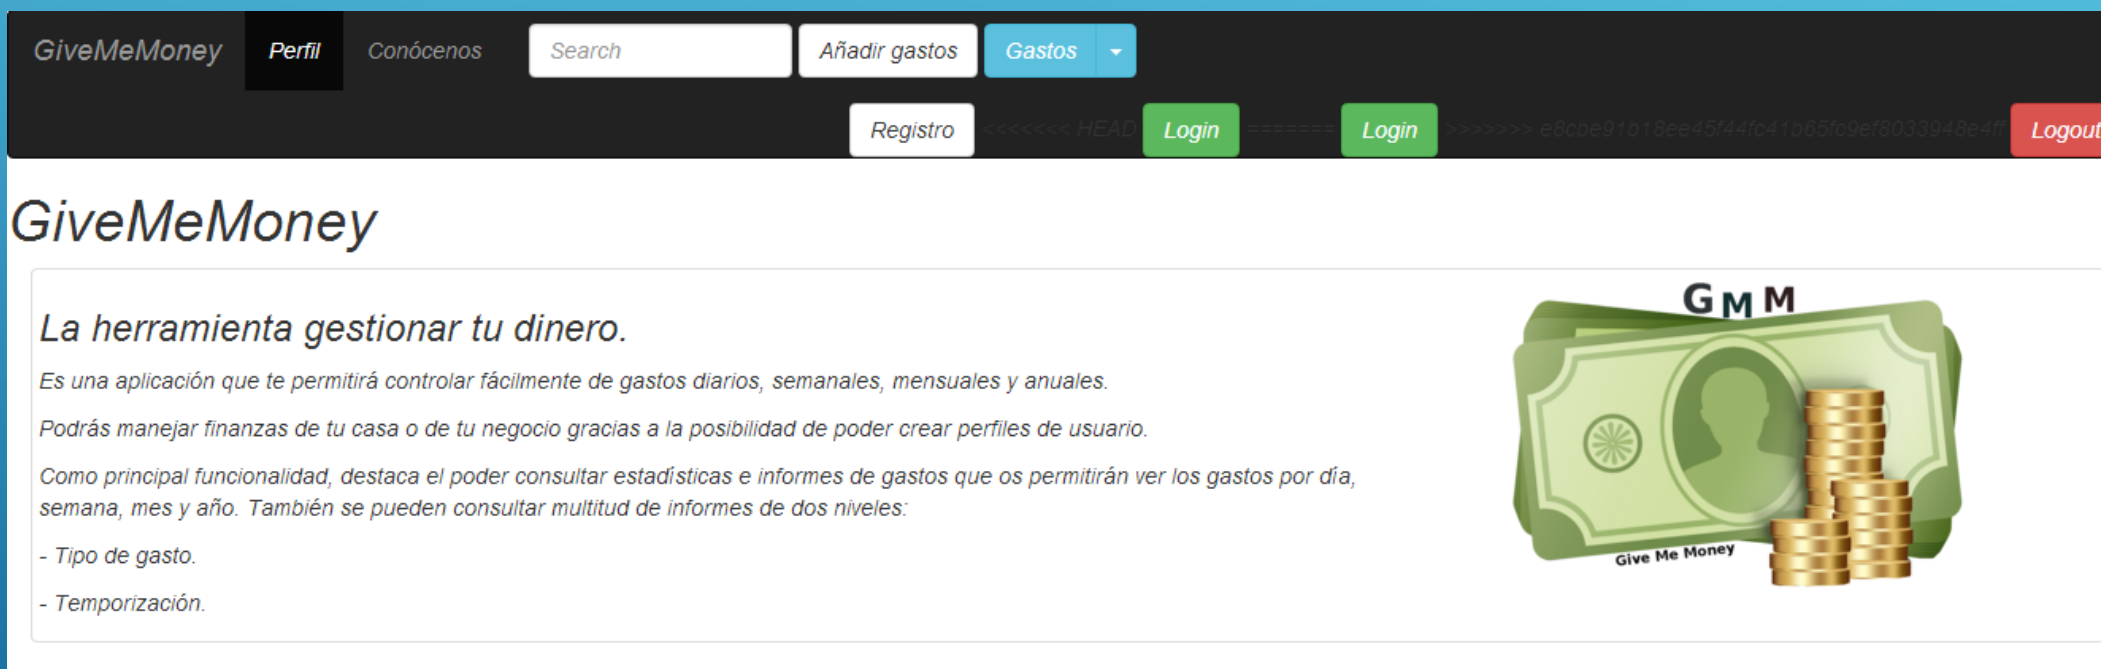 GiveMeMoney Perfil Conócenos Search Añadir gastos Gastos
Registro <<<<<<< HEAD Login ======= Login >>>>>>> e8cbe91b18ee45f44fc41b65fc9ef8033948e4ff Logout
GiveMeMoney
La herramienta gestionar tu dinero.
Es una aplicación que te permitirá controlar fácilmente de gastos diarios, semanales, mensuales y anuales.
Podrás manejar finanzas de tu casa o de tu negocio gracias a la posibilidad de poder crear perfiles de usuario.
Como principal funcionalidad, destaca el poder consultar estadísticas e informes de gastos que os permitirán ver los gastos por día,
semana, mes y año. También se pueden consultar multitud de informes de dos niveles:
- Tipo de gasto.
- Temporización.
GMM
Give Me Money